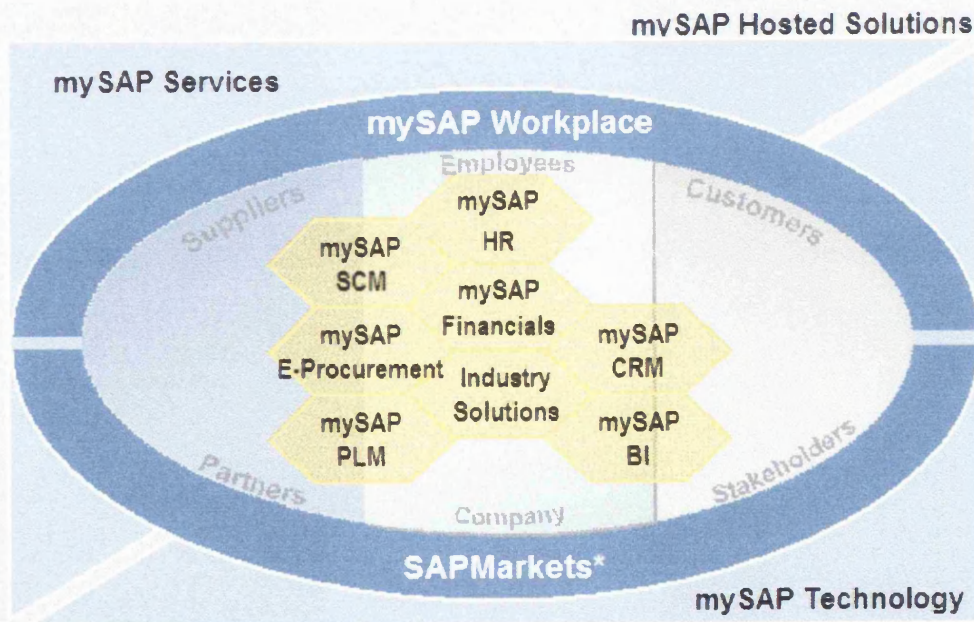 mySAP Hosted Solutions
mySAP Services
mySAP Workplace
Employees
Suppliers
Customers
mySAP
HR
mySAP
SCM
mySAP
Financials
mySAP
E-Procurement
mySAP
CRM
Industry
Solutions
mySAP
PLM
mySAP
BI
Partners
Stakeholders
Company
SAPMarkets*
mySAP Technology